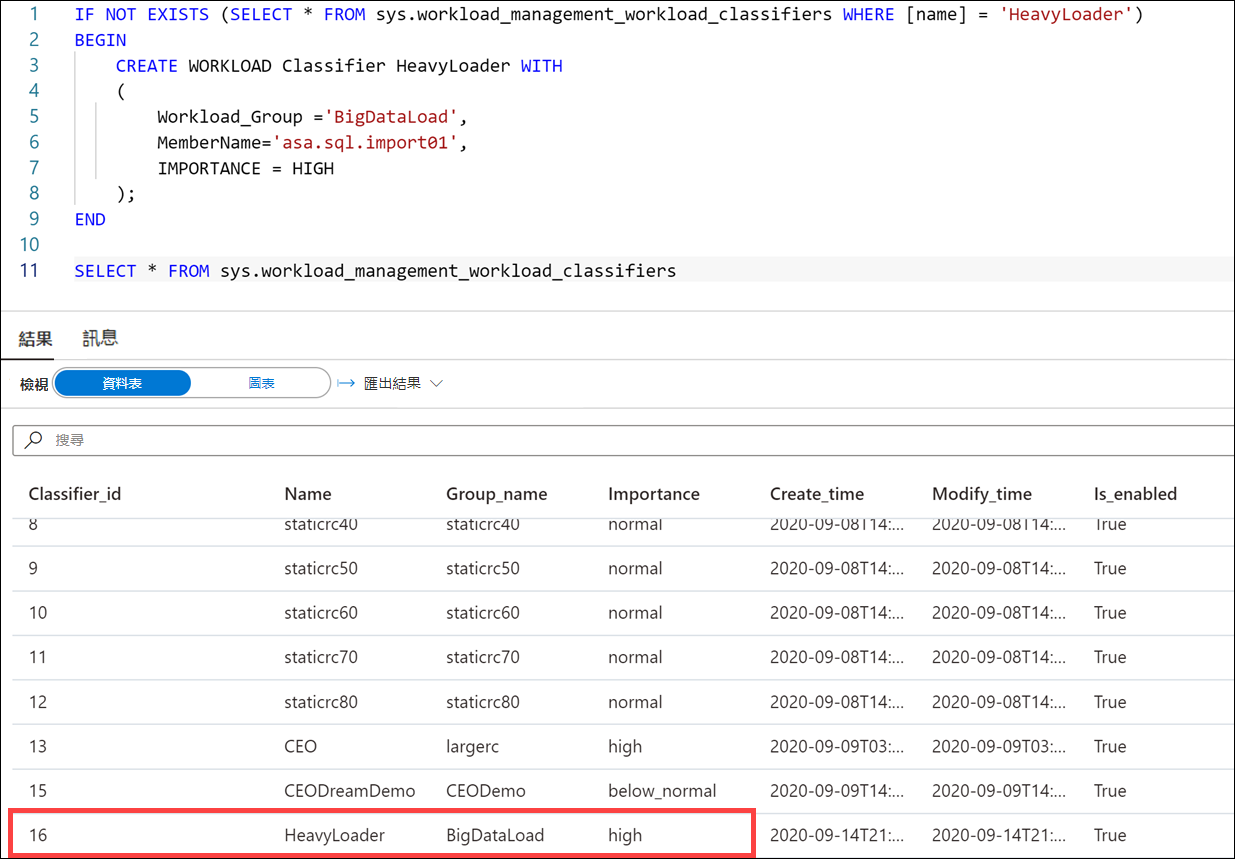 1 IF NOT EXISTS (SELECT * FROM sys.workload_management_workload_classifiers WHERE [name] = 'HeavyLoader')
2 BEGIN
3 CREATE WORKLOAD Classifier HeavyLoader WITH
4 (
5 Workload_Group ='BigDataLoad',
6 MemberName='asa.sql.import01',
7 IMPORTANCE = HIGH
8 );
9 END
10
11 SELECT * FROM sys.workload_management_workload_classifiers
結果 訊息
檢視 資料表 圖表 匯出結果
搜尋
Classifier_id Name Group_name Importance Create_time Modify_time Is_enabled
8 staticrc40 staticrc40 normal 2020-09-08T14:... 2020-09-08T14:... True
9 staticrc50 staticrc50 normal 2020-09-08T14:... 2020-09-08T14:... True
10 staticrc60 staticrc60 normal 2020-09-08T14:... 2020-09-08T14:... True
11 staticrc70 staticrc70 normal 2020-09-08T14:... 2020-09-08T14:... True
12 staticrc80 staticrc80 normal 2020-09-08T14:... 2020-09-08T14:... True
13 CEO largerc high 2020-09-09T03:... 2020-09-09T03:... True
15 CEODreamDemo CEODemo below_normal 2020-09-09T14:... 2020-09-09T14:... True
16 HeavyLoader BigDataLoad high 2020-09-14T21:... 2020-09-14T21:... True